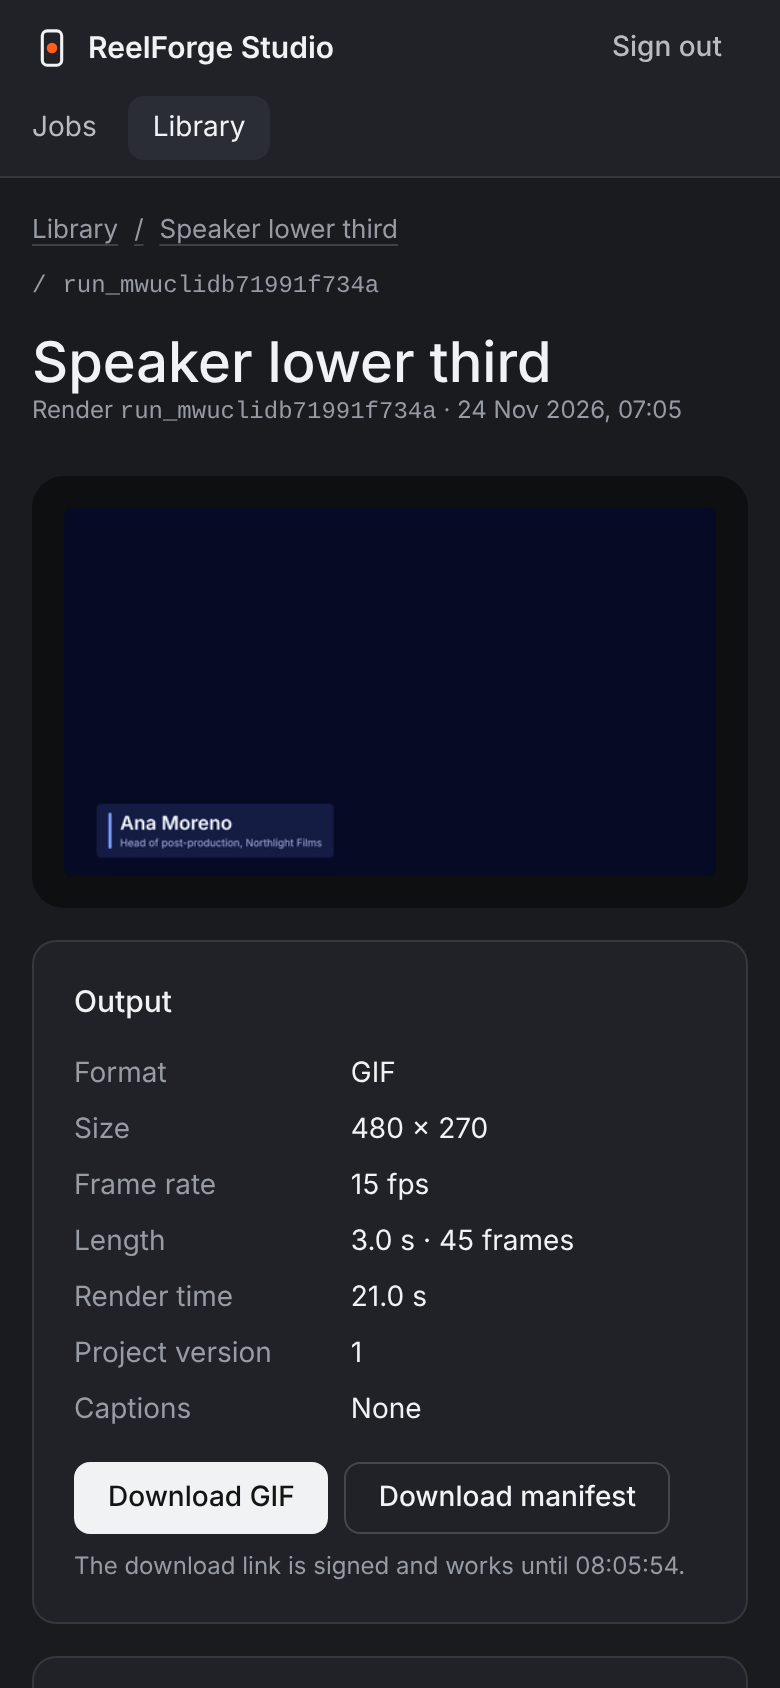 ReelForge Studio
Sign out
Jobs
Library
Library / Speaker lower third
/ run_mwuclidb71991f734a
Speaker lower third
Render run_mwuclidb71991f734a · 24 Nov 2026, 07:05
Ana Moreno
Head of post-production, Northlight Films
Output
Format GIF
Size 480 × 270
Frame rate 15 fps
Length 3.0 s · 45 frames
Render time 21.0 s
Project version 1
Captions None
Download GIF
Download manifest
The download link is signed and works until 08:05:54.